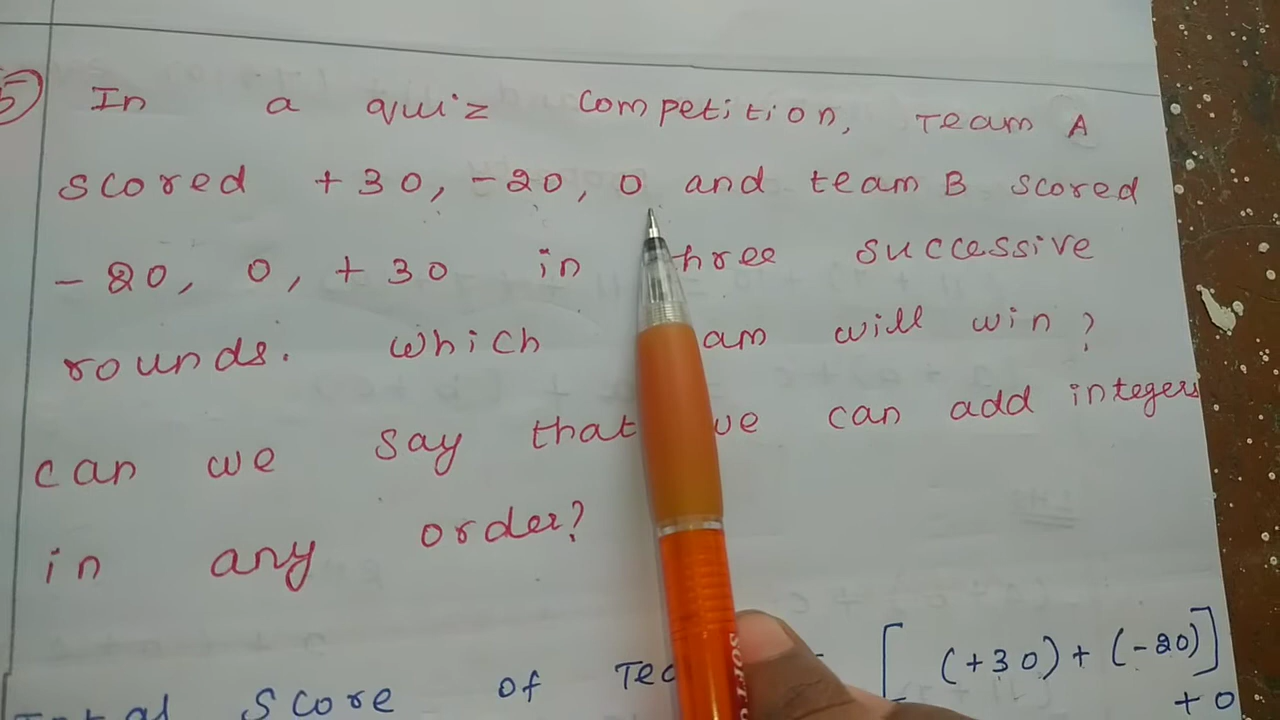 5) In a quiz competition, Team A
scored +30, -20, 0 and team B scored
- 20, 0, +30 in hree successive
rounds. which am will win?
can we say that we can add integers
in any order?
Score of [ (+30) + (-20)]
+ 0
SOFT